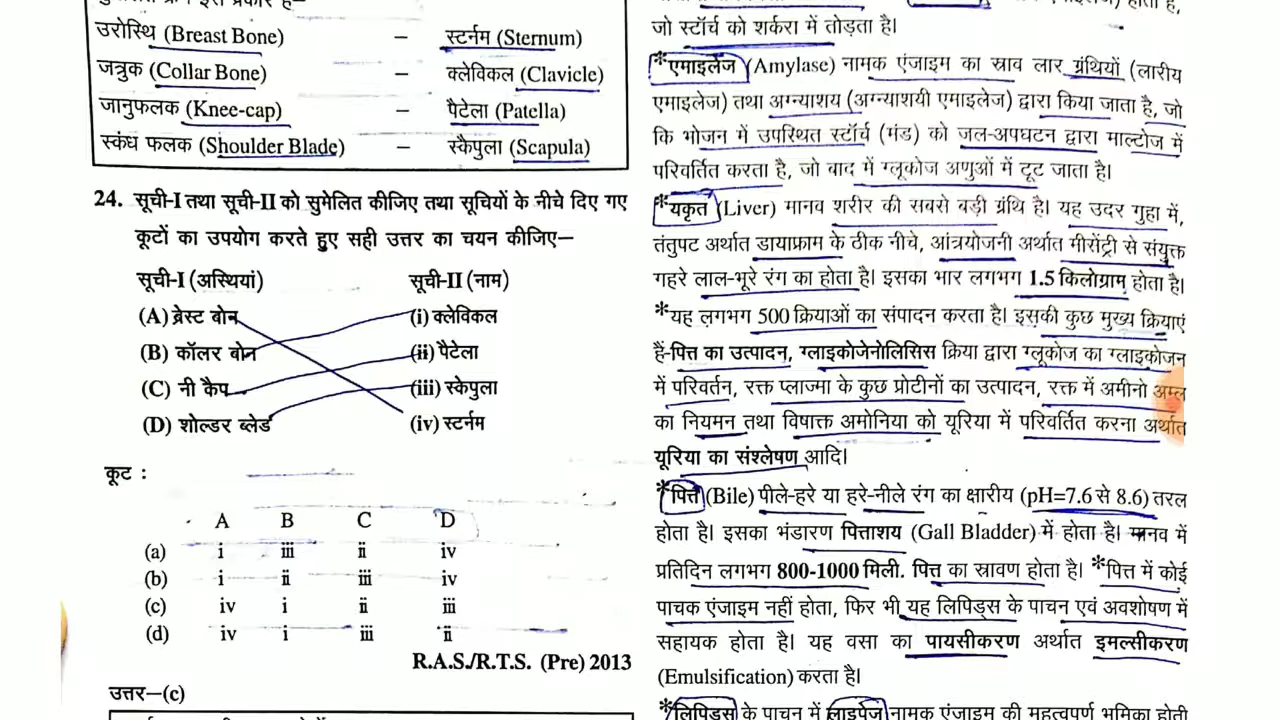 उरोस्थि (Breast Bone) – स्टर्नम (Sternum)
जत्रुक (Collar Bone) – क्लेविकल (Clavicle)
जानुफलक (Knee-cap) – पैटेला (Patella)
स्कंध फलक (Shoulder Blade) – स्कैपुला (Scapula)
24. सूची-I तथा सूची-II को सुमेलित कीजिए तथा सूचियों के नीचे दिए गए
कूटों का उपयोग करते हुए सही उत्तर का चयन कीजिए–
सूची-I (अस्थियां) सूची-II (नाम)
(A) ब्रेस्ट बोन (i) क्लेविकल
(B) कॉलर बोन (ii) पैटेला
(C) नी कैप (iii) स्केपुला
(D) शोल्डर ब्लेड (iv) स्टर्नम
कूट :
A B C D
(a) i iii ii iv
(b) i ii iii iv
(c) iv i ii iii
(d) iv i iii ii
R.A.S./R.T.S. (Pre) 2013
उत्तर–(c)
जो स्टॉर्च को शर्करा में तोड़ता है।
*एमाइलेज (Amylase) नामक एंजाइम का स्राव लार ग्रंथियों (लारीय
एमाइलेज) तथा अग्न्याशय (अग्न्याशयी एमाइलेज) द्वारा किया जाता है, जो
कि भोजन में उपस्थित स्टॉर्च (मंड) को जल-अपघटन द्वारा माल्टोज में
परिवर्तित करता है, जो बाद में ग्लूकोज अणुओं में टूट जाता है।
*यकृत (Liver) मानव शरीर की सबसे बड़ी ग्रंथि है। यह उदर गुहा में,
तंतुपट अर्थात डायाफ्राम के ठीक नीचे, आंत्रयोजनी अर्थात मीसेंट्री से संयुक्त
गहरे लाल-भूरे रंग का होता है। इसका भार लगभग 1.5 किलोग्राम होता है।
*यह लगभग 500 क्रियाओं का संपादन करता है। इसकी कुछ मुख्य क्रियाएं
हैं-पित्त का उत्पादन, ग्लाइकोजेनोलिसिस क्रिया द्वारा ग्लूकोज का ग्लाइकोजन
में परिवर्तन, रक्त प्लाज्मा के कुछ प्रोटीनों का उत्पादन, रक्त में अमीनो अम्ल
का नियमन तथा विषाक्त अमोनिया को यूरिया में परिवर्तित करना अर्थात
यूरिया का संश्लेषण आदि।
*पित्त (Bile) पीले-हरे या हरे-नीले रंग का क्षारीय (pH=7.6 से 8.6) तरल
होता है। इसका भंडारण पित्ताशय (Gall Bladder) में होता है। मानव में
प्रतिदिन लगभग 800-1000 मिली. पित्त का स्रावण होता है। *पित्त में कोई
पाचक एंजाइम नहीं होता, फिर भी यह लिपिड्स के पाचन एवं अवशोषण में
सहायक होता है। यह वसा का पायसीकरण अर्थात इमल्सीकरण
(Emulsification) करता है।
*लिपिड्स के पाचन में लाइपेज नामक एंजाइम की महत्वपूर्ण भूमिका होती